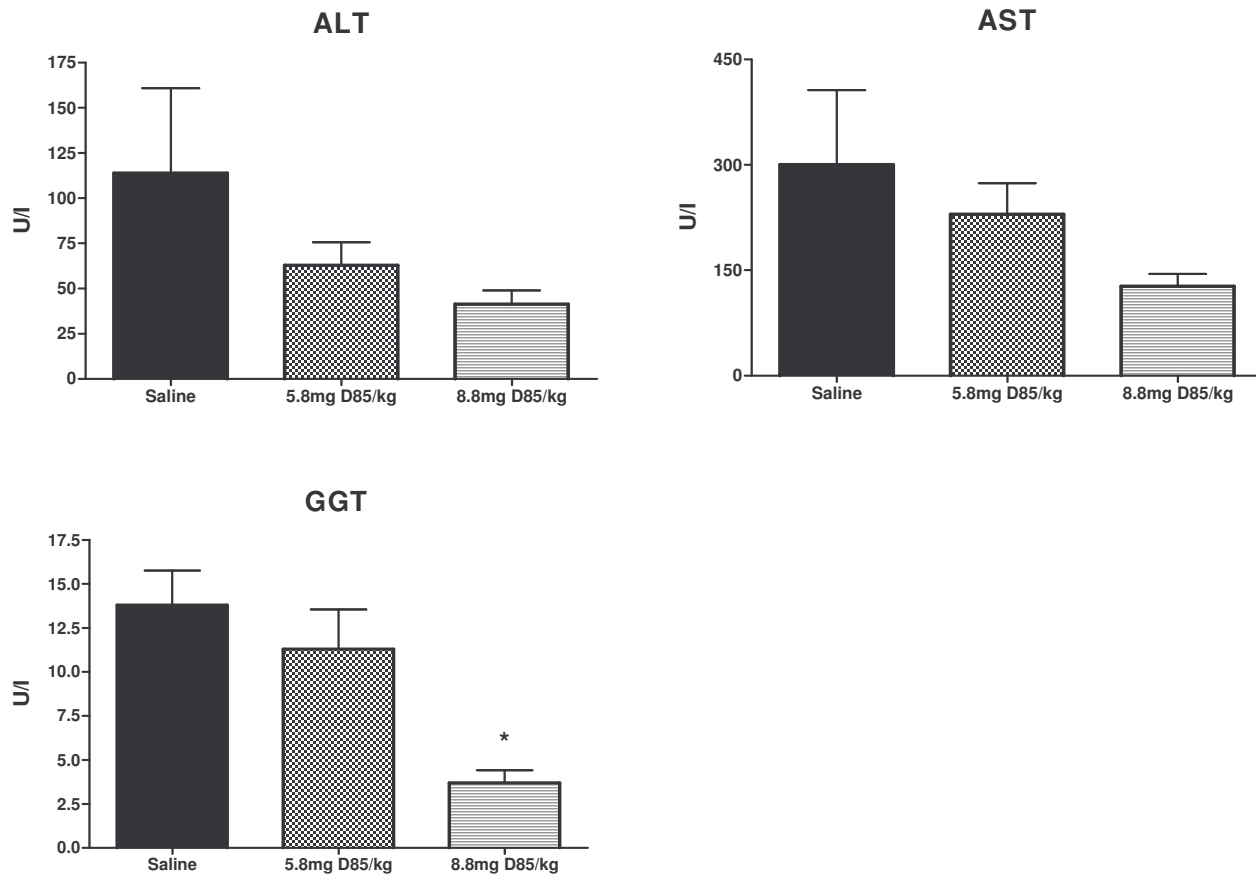 ALT
175
150
125
100
75
50
25
0
U/l
Saline
5.8mg D85/kg
8.8mg D85/kg
AST
450
300
150
0
U/l
Saline
5.8mg D85/kg
8.8mg D85/kg
GGT
17.5
15.0
12.5
10.0
7.5
5.0
2.5
0.0
U/l
*
Saline
5.8mg D85/kg
8.8mg D85/kg